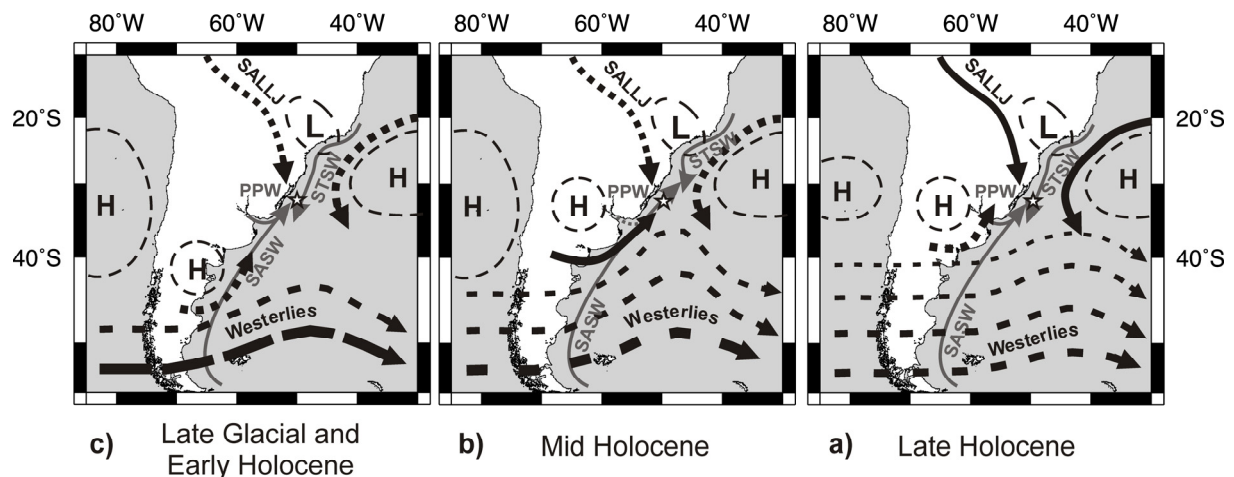 80°W 60°W 40°W 80°W 60°W 40°W 80°W 60°W 40°W
20°S
40°S
SALLJ
L
STSW
H
H
PPW
H
SASW
Westerlies
SALLJ
L
STSW
H
H
H
PPW
SASW
Westerlies
SALLJ
L
STSW
H
H
H
PPW
SASW
Westerlies
20°S
40°S
c) Late Glacial and
Early Holocene
b) Mid Holocene
a) Late Holocene